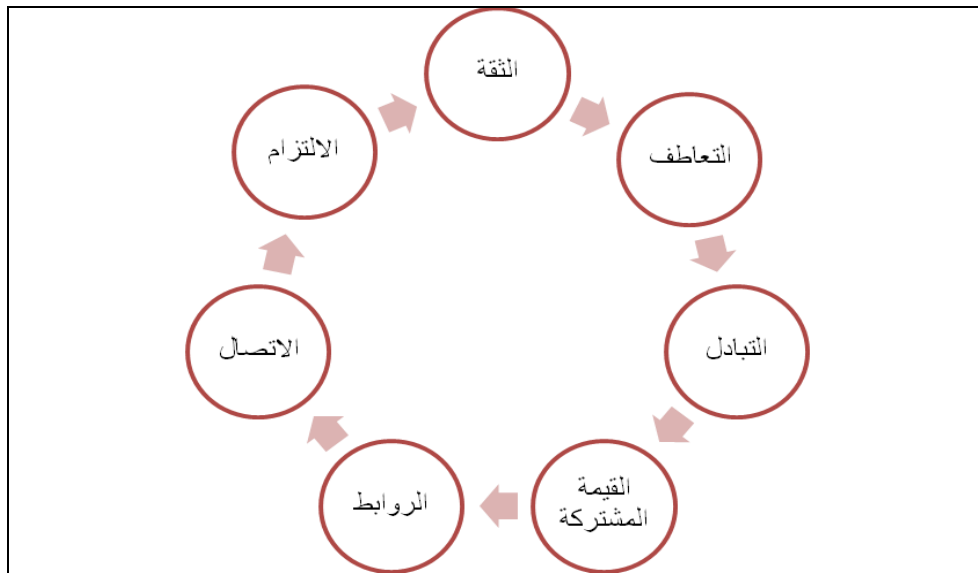 الثقة
التعاطف
التبادل
القيمة
المشتركة
الروابط
الاتصال
الالتزام